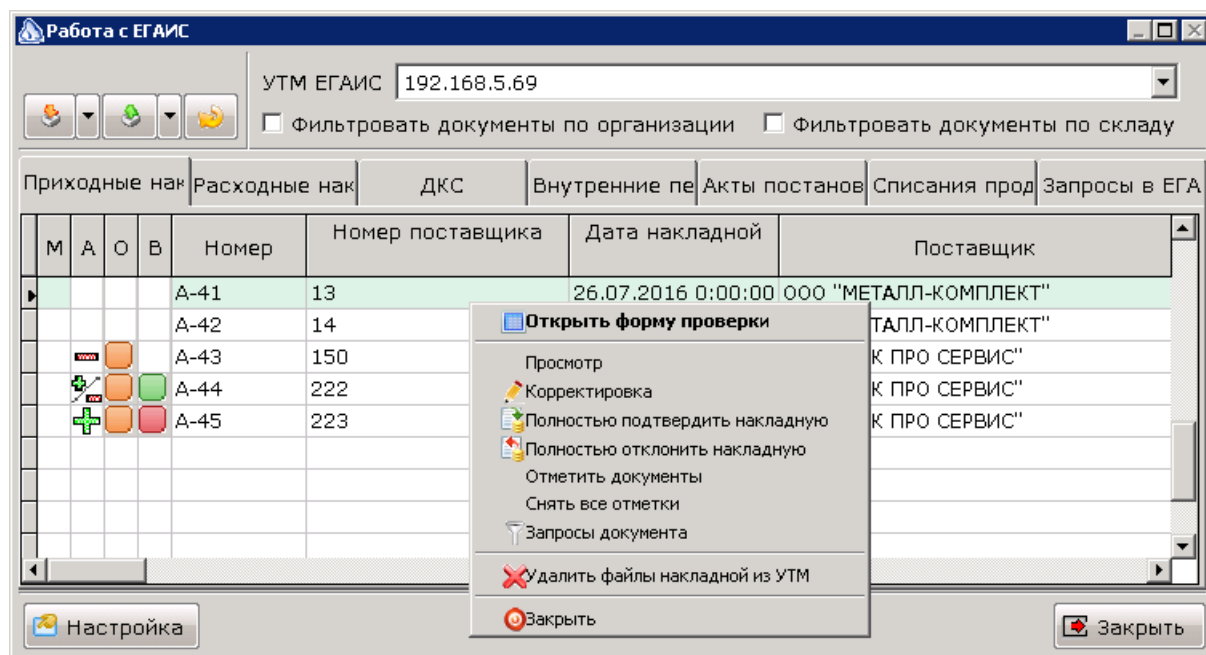 Работа с ЕГАИС
УТМ ЕГАИС 192.168.5.69
Фильтровать документы по организации Фильтровать документы по складу
Приходные нак Расходные нак ДКС Внутренние пе Акты постанов Списания прод Запросы в ЕГА
М А О В Номер Номер поставщика Дата накладной Поставщик
А-41 13 26.07.2016 0:00:00 ООО "МЕТАЛЛ-КОМПЛЕКТ"
А-42 14 ТАЛЛ-КОМПЛЕКТ"
А-43 150 К ПРО СЕРВИС"
А-44 222 К ПРО СЕРВИС"
А-45 223 К ПРО СЕРВИС"
Открыть форму проверки
Просмотр
Корректировка
Полностью подтвердить накладную
Полностью отклонить накладную
Отметить документы
Снять все отметки
Запросы документа
Удалить файлы накладной из УТМ
Закрыть
Настройка Закрыть